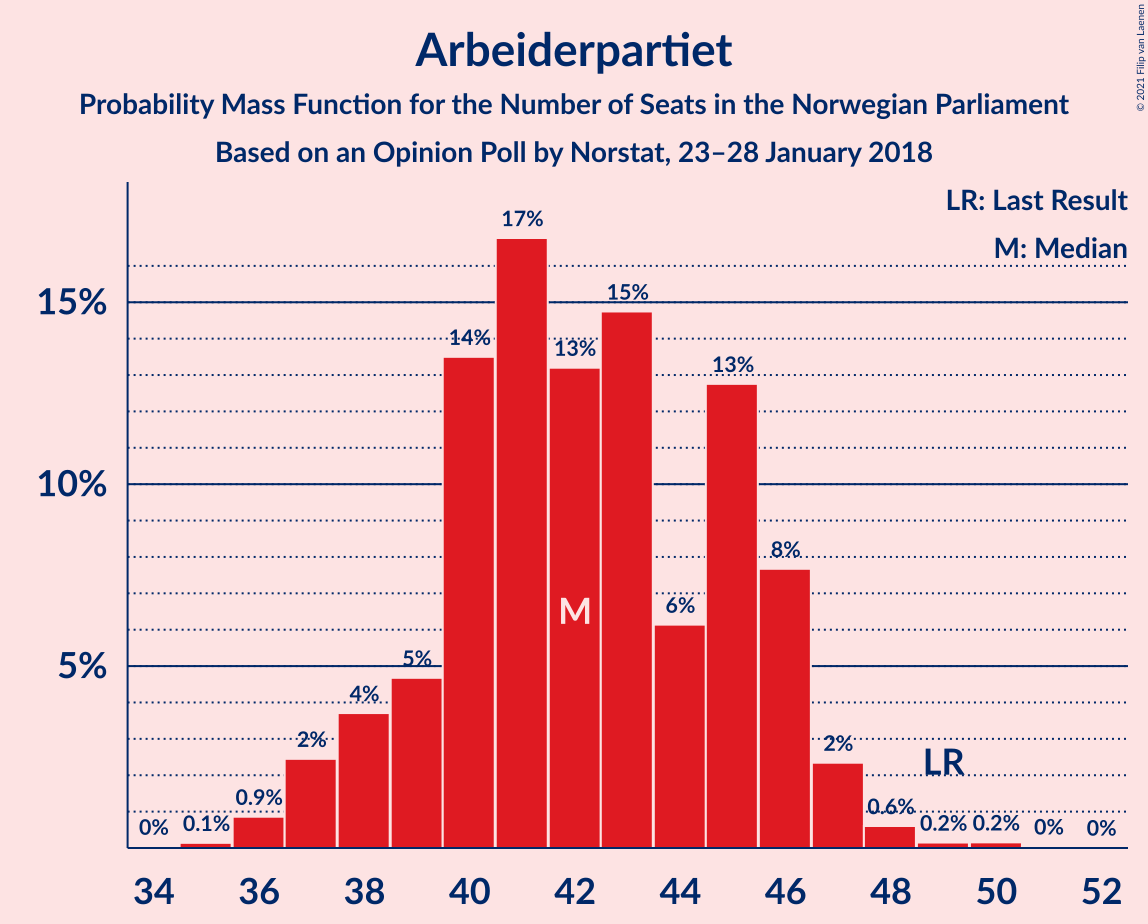 Arbeiderpartiet
Probability Mass Function for the Number of Seats in the Norwegian Parliament
Based on an Opinion Poll by Norstat, 23–28 January 2018
© 2021 Filip van Laenen
LR: Last Result
M: Median
15%
10%
5%
0%
0.1%
0.9%
2%
4%
5%
14%
17%
13%
15%
6%
13%
8%
2%
0.6%
0.2%
0.2%
0%
0%
M
LR
34 36 38 40 42 44 46 48 50 52